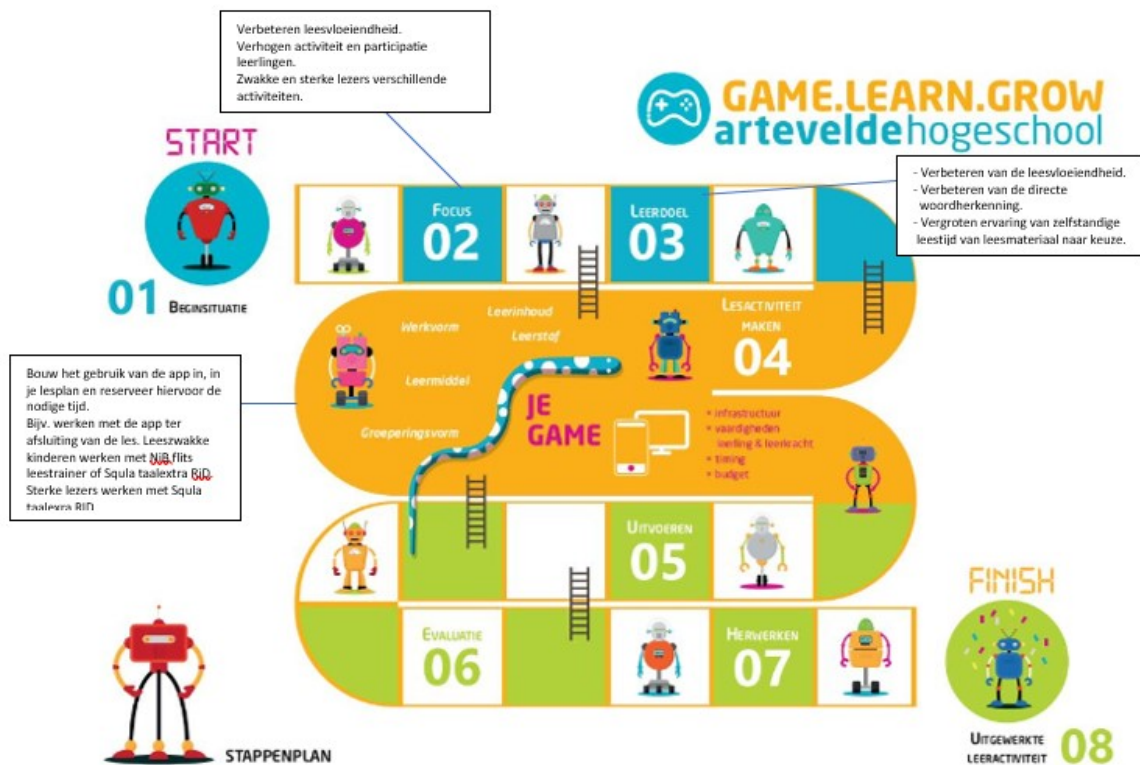 Verbeteren leesvloeiendheid.
Verhogen activiteit en participatie
leerlingen.
Zwakke en sterke lezers verschillende
activiteiten.
GAME.LEARN.GROW
arteveldehogeschool
START
01 BEGINSITUATIE
FOCUS
02
LEERDOEL
03
- Verbeteren van de leesvloeiendheid.
- Verbeteren van de directe
woordherkenning.
- Vergroten ervaring van zelfstandige
leestijd van leesmateriaal naar keuze.
Leerinhoud
Werkvorm
Leerstof
Leermiddel
Groeperingsvorm
LESACTIVITEIT
MAKEN
04
Bouw het gebruik van de app in, in
je lesplan en reserveer hiervoor de
nodige tijd.
Bijv. werken met de app ter
afsluiting van de les. Leeszwakke
kinderen werken met NiB flits
leestrainer of Squla taalextra RiD
Sterke lezers werken met Squla
taalexra RID
JE
GAME
* infrastructuur
* vaardigheden
leerling & leerkracht
* timing
* budget
UITVOEREN
05
EVALUATIE
06
HERWERKEN
07
FINISH
UITGEWERKTE
LEERACTIVITEIT 08
STAPPENPLAN